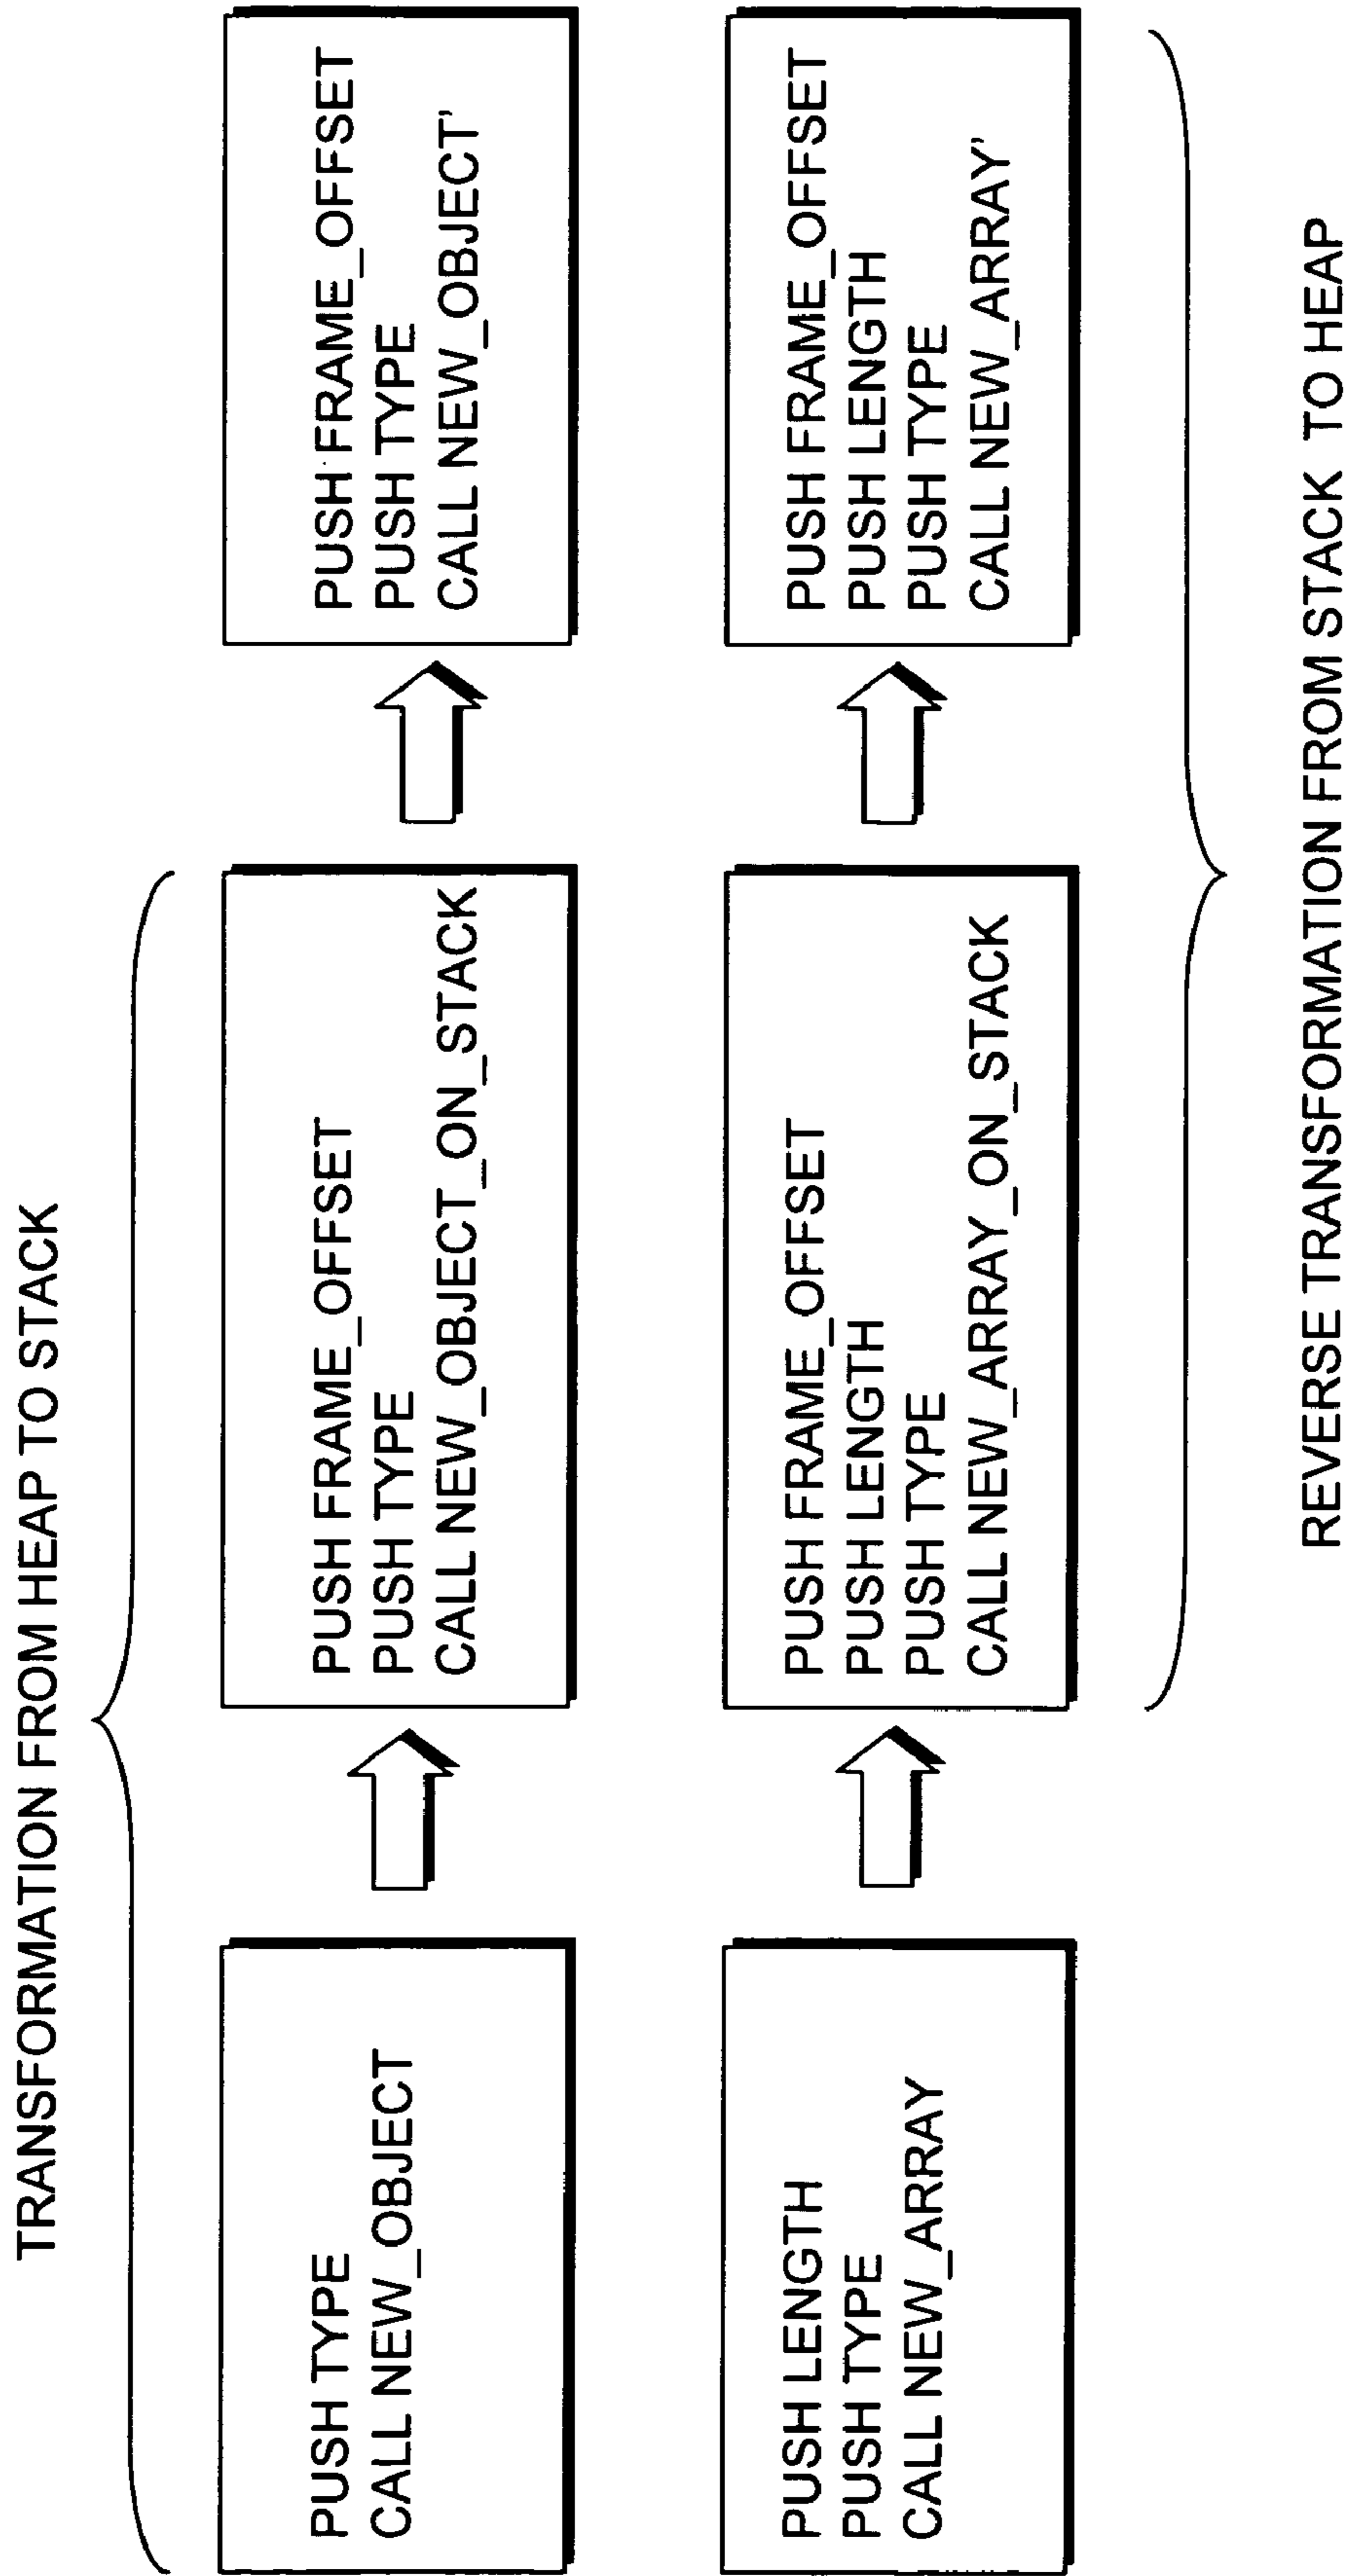 TRANSFORMATION FROM HEAP TO STACK
PUSH TYPE
CALL NEW_OBJECT
PUSH FRAME_OFFSET
PUSH TYPE
CALL NEW_OBJECT_ON_STACK
PUSH FRAME_OFFSET
PUSH TYPE
CALL NEW_OBJECT'
PUSH LENGTH
PUSH TYPE
CALL NEW_ARRAY
PUSH FRAME_OFFSET
PUSH LENGTH
PUSH TYPE
CALL NEW_ARRAY_ON_STACK
PUSH FRAME_OFFSET
PUSH LENGTH
PUSH TYPE
CALL NEW_ARRAY'
REVERSE TRANSFORMATION FROM STACK TO HEAP